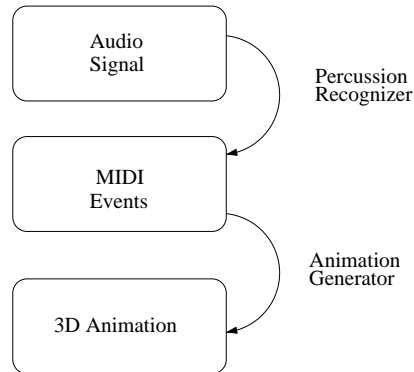 Audio
Signal
Percussion
Recognizer
MIDI
Events
Animation
Generator
3D Animation